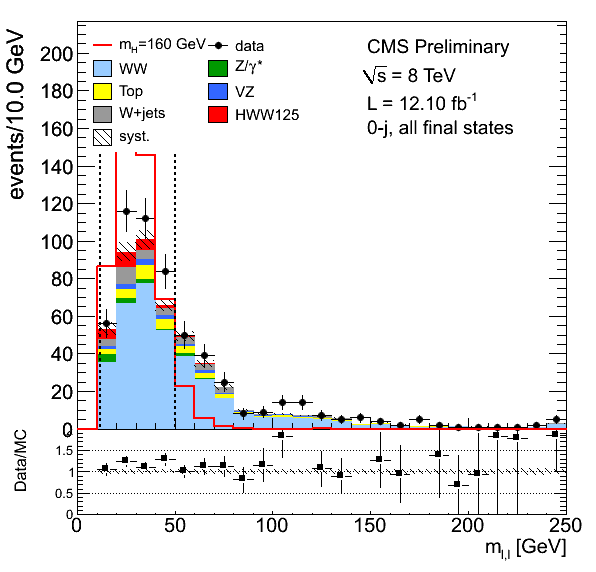 events/10.0 GeV
200
180
160
140
120
100
80
60
40
20
0
m_H=160 GeV
data
WW
Z/γ*
Top
VZ
W+jets
HWW125
syst.
CMS Preliminary
√s = 8 TeV
L = 12.10 fb⁻¹
0-j, all final states
Data/MC
1.5
1
0.5
0
0 50 100 150 200 250
m_l,l [GeV]